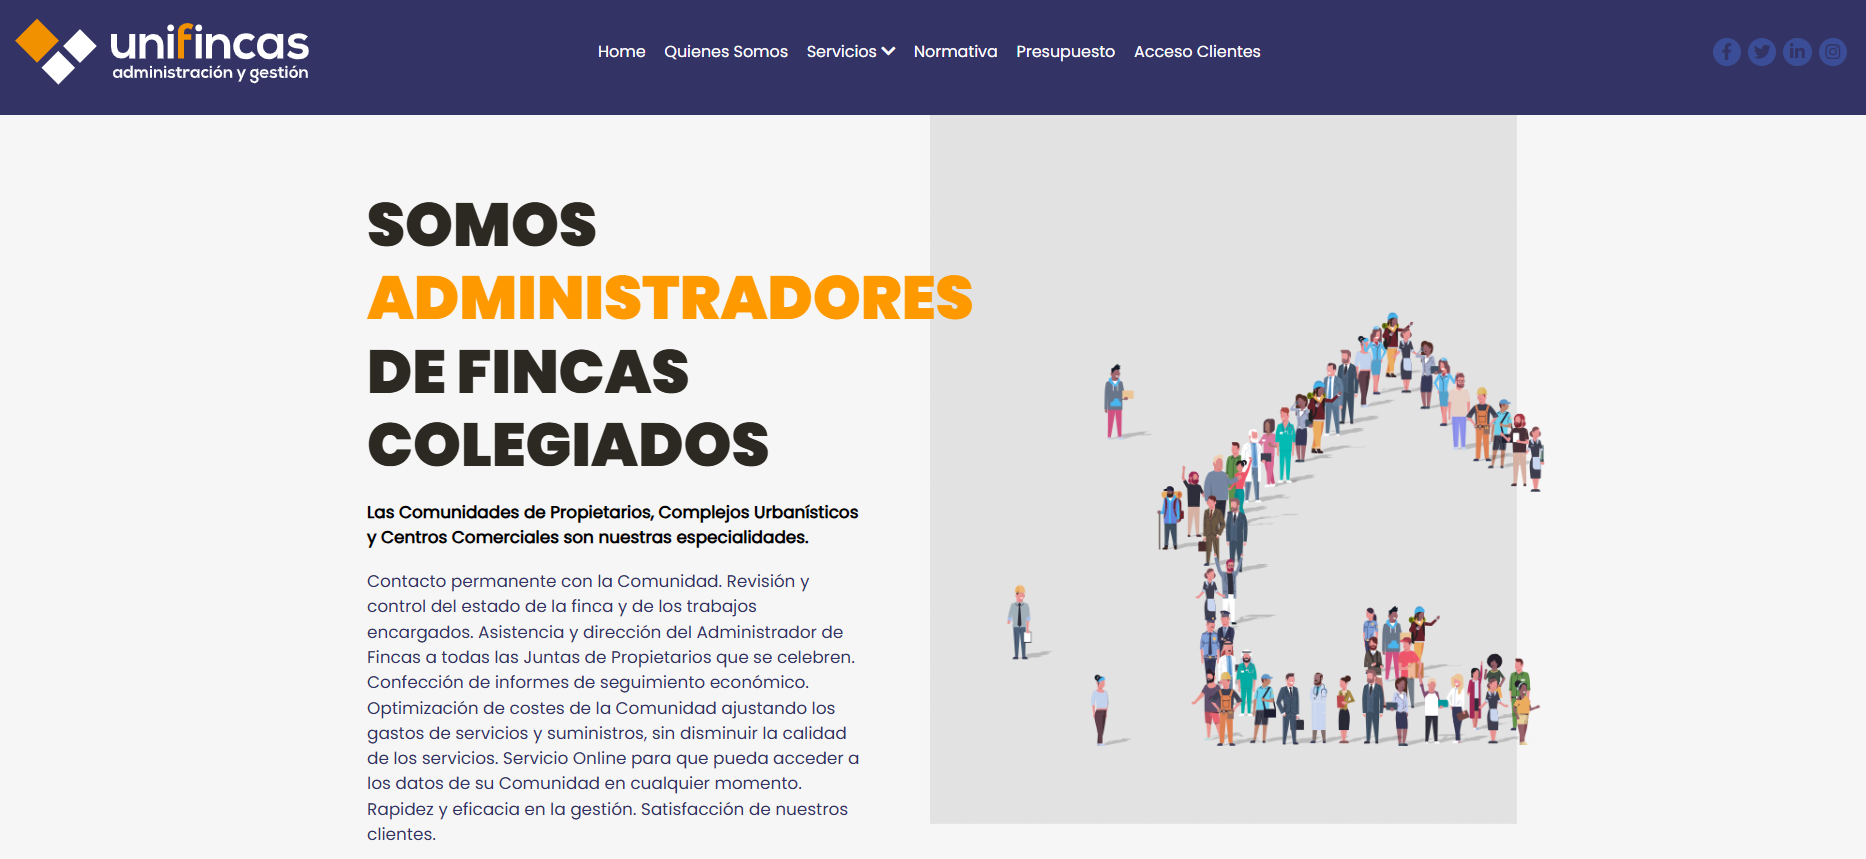 unifincas
administración y gestión
Home Quienes Somos Servicios Normativa Presupuesto Acceso Clientes
SOMOS
ADMINISTRADORES
DE FINCAS
COLEGIADOS
Las Comunidades de Propietarios, Complejos Urbanísticos
y Centros Comerciales son nuestras especialidades.
Contacto permanente con la Comunidad. Revisión y
control del estado de la finca y de los trabajos
encargados. Asistencia y dirección del Administrador de
Fincas a todas las Juntas de Propietarios que se celebren.
Confección de informes de seguimiento económico.
Optimización de costes de la Comunidad ajustando los
gastos de servicios y suministros, sin disminuir la calidad
de los servicios. Servicio Online para que pueda acceder a
los datos de su Comunidad en cualquier momento.
Rapidez y eficacia en la gestión. Satisfacción de nuestros
clientes.